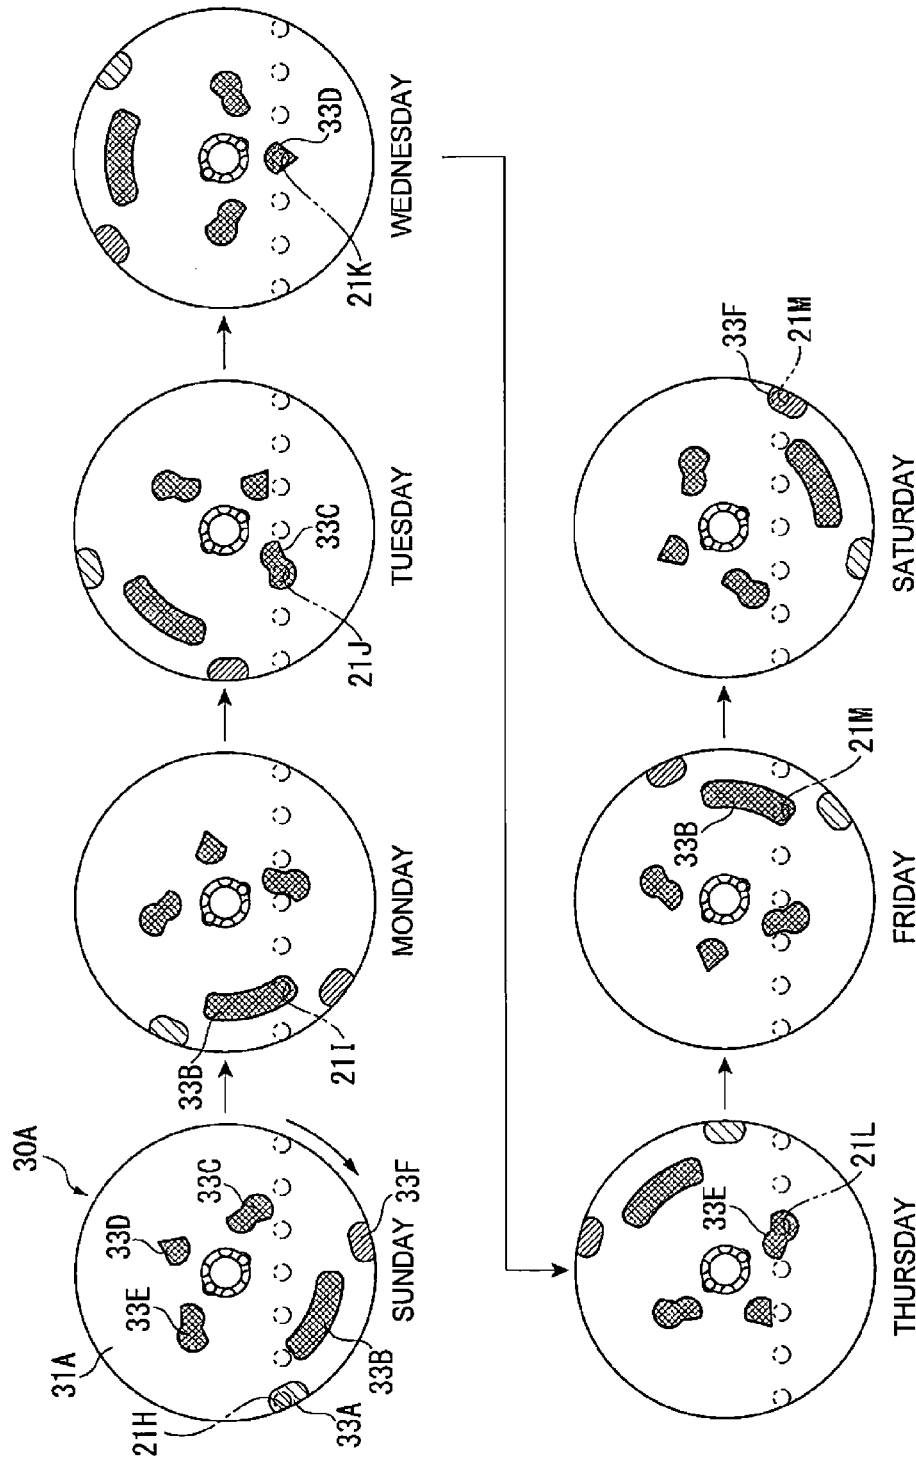 30A
31A
33D
33E
33C
21H
33A
33B
33F
SUNDAY
33B
21I
MONDAY
33C
21J
TUESDAY
33D
21K
WEDNESDAY
33E
21L
THURSDAY
33B
21M
FRIDAY
33F
21M
SATURDAY